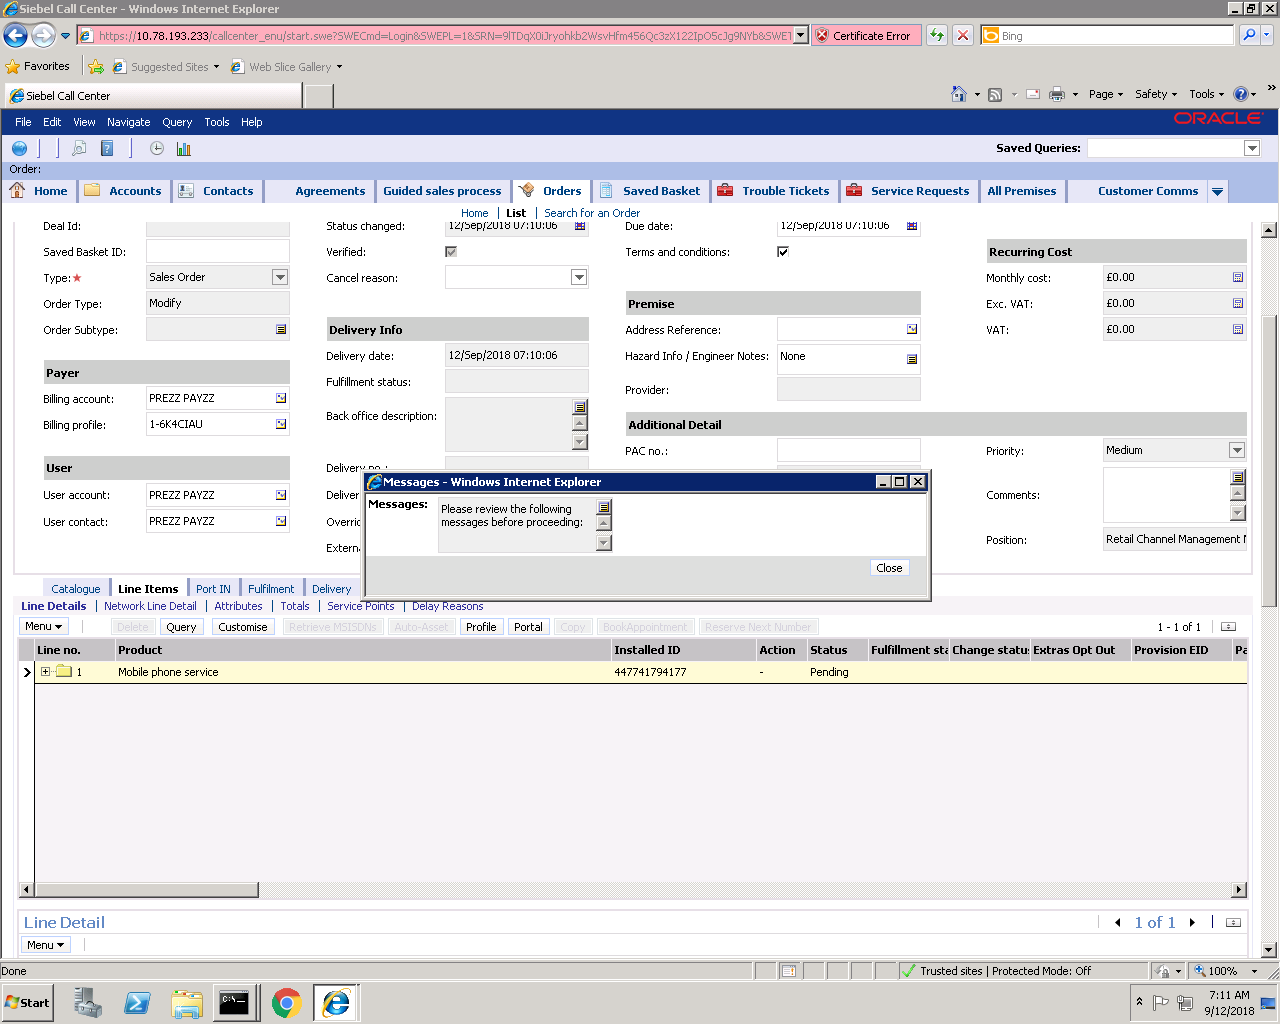 Siebel Call Center - Windows Internet Explorer
https://10.78.193.233/callcenter_enu/start.swe?SWECmd=Login&SWEPL=1&SRN=
Certificate Error
Bing
Favorites
Suggested Sites
Web Slice Gallery
Siebel Call Center
Page
Safety
Tools
»
File Edit View Navigate Query Tools Help
ORACLE
Saved Queries:
Order:
Home Accounts Contacts Agreements Guided sales process Orders Saved Basket Trouble Tickets Service Requests All Premises Customer Comms
Home | List | Search for an Order
Deal Id:
Status changed: 12/Sep/2018 07:10:06
Due date: 12/Sep/2018 07:10:06
Saved Basket ID:
Verified:
Terms and conditions:
Recurring Cost
Type:★ Sales Order
Cancel reason:
Monthly cost: £0.00
Order Type: Modify
Premise
Exc. VAT: £0.00
Order Subtype:
Delivery Info
Address Reference:
VAT: £0.00
Delivery date: 12/Sep/2018 07:10:06
Hazard Info / Engineer Notes: None
Payer
Fulfillment status:
Provider:
Billing account: PREZZ PAYZZ
Back office description:
Additional Detail
Billing profile: 1-6K4CIAU
PAC no.:
Priority: Medium
User
Delivery no.:
User account: PREZZ PAYZZ
Deliver
Comments:
User contact: PREZZ PAYZZ
Overri
Extern
Position: Retail Channel Management
Messages - Windows Internet Explorer
Messages: Please review the following
messages before proceeding:
Close
Catalogue Line Items Port IN Fulfilment Delivery
Line Details | Network Line Detail | Attributes | Totals | Service Points | Delay Reasons
Menu Delete Query Customise Retrieve MSISDNs Auto-Asset Profile Portal Copy BookAppointment Reserve Next Number 1 - 1 of 1
Line no. Product Installed ID Action Status Fulfillment sta Change status Extras Opt Out Provision EID Pa
1 Mobile phone service 447741794177 - Pending
Line Detail
1 of 1
Menu
Done
Trusted sites | Protected Mode: Off
100%
Start
7:11 AM
9/12/2018